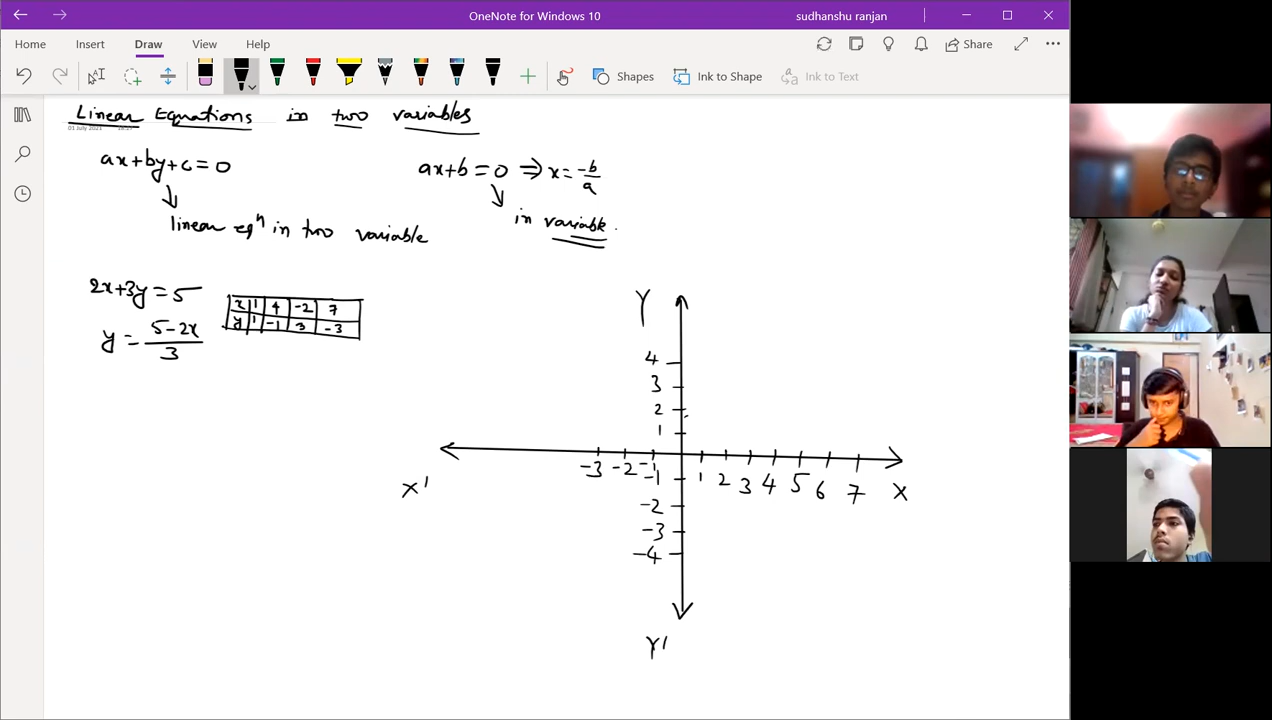 OneNote for Windows 10
sudhanshu ranjan
Home Insert Draw View Help
Share
Shapes Ink to Shape Ink to Text
Linear Equations in two variables
01 July 2021
ax+by+c=0
ax+b=0 ⇒ x=-b/a
linear eqⁿ in two variable
in variable.
2x+3y=5
x 1 4 -2 7
y 1 -1 3 -3
y = 5-2x/3
Y
4
3
2
1
-3 -2 -1
1 2 3 4 5 6 7
X' X
-1
-2
-3
-4
Y'